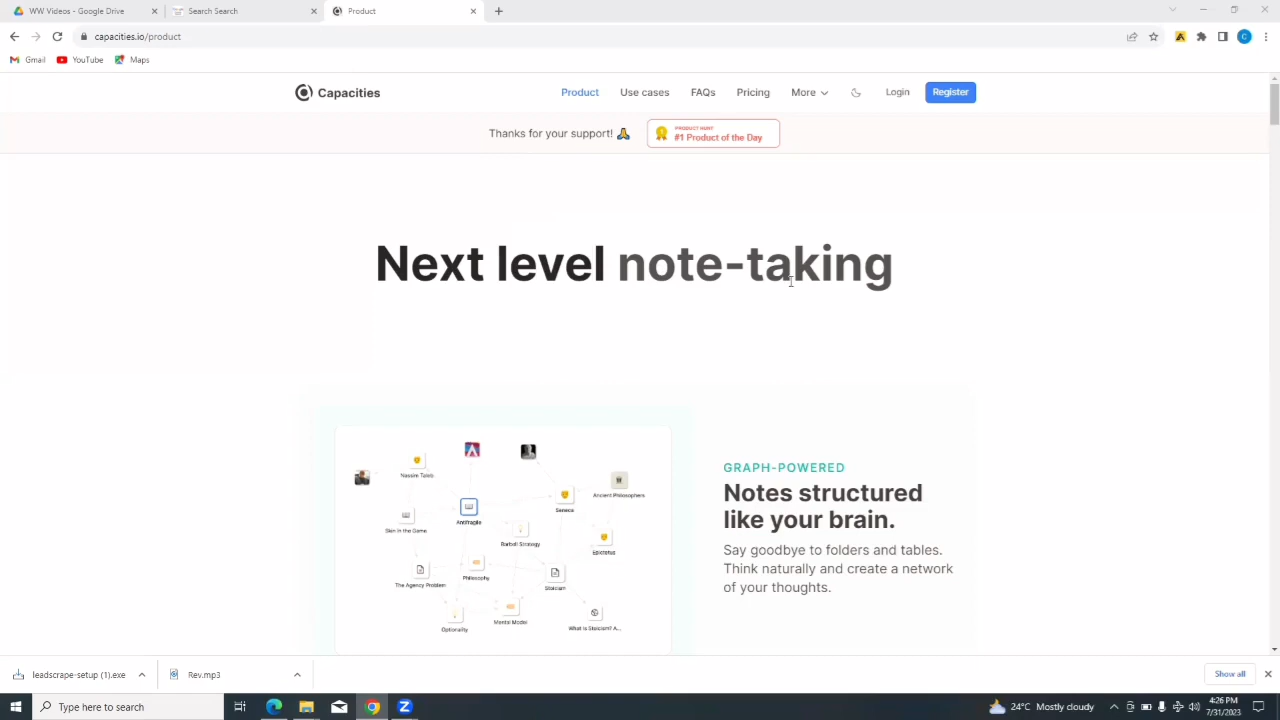 WW Videos - Google Drive
Search Search
Product
capacities.io/product
Gmail
YouTube
Maps
Capacities
Product
Use cases
FAQs
Pricing
More
Login
Register
Thanks for your support! 🙏
PRODUCT HUNT
#1 Product of the Day
Next level note-taking
GRAPH-POWERED
Notes structured
like your brain.
Say goodbye to folders and tables.
Think naturally and create a network
of your thoughts.
Nassim Taleb
Ancient Philosophers
Seneca
Antifragile
Skin in the Game
Barbell Strategy
Epictetus
Philosophy
The Agency Problem
Stoicism
Mental Model
Optionality
What is Stoicism? A...
leadscrape-setup (1).exe
Rev.mp3
Show all
Type here to search
24°C Mostly cloudy
4:26 PM
7/31/2023